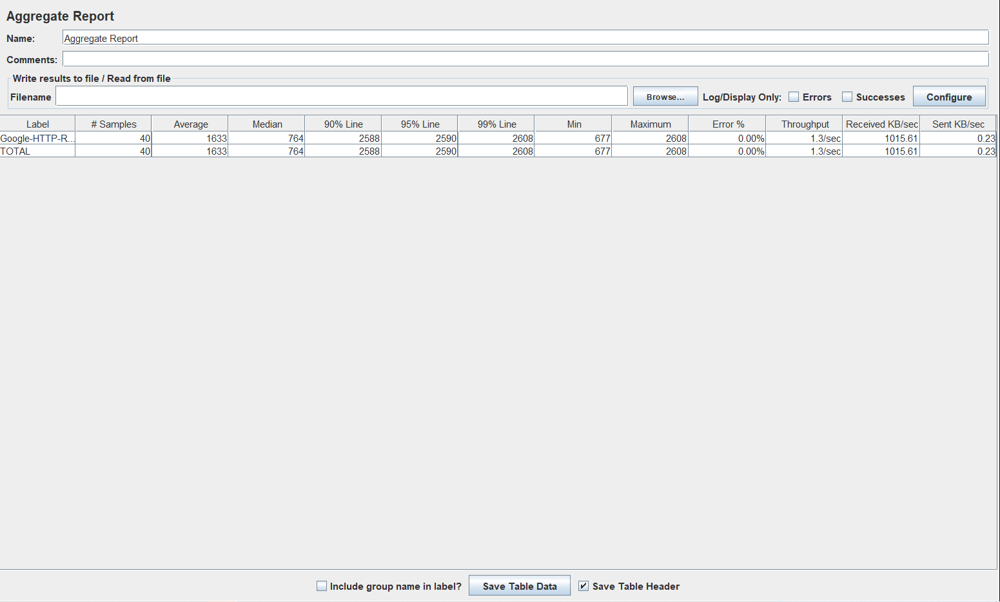 Aggregate Report
Name: Aggregate Report
Comments:
Write results to file / Read from file
Filename Browse... Log/Display Only: Errors Successes Configure
Label # Samples Average Median 90% Line 95% Line 99% Line Min Maximum Error % Throughput Received KB/sec Sent KB/sec
Google-HTTP-R... 40 1633 764 2588 2590 2608 677 2608 0.00% 1.3/sec 1015.61 0.23
TOTAL 40 1633 764 2588 2590 2608 677 2608 0.00% 1.3/sec 1015.61 0.23
Include group name in label? Save Table Data Save Table Header